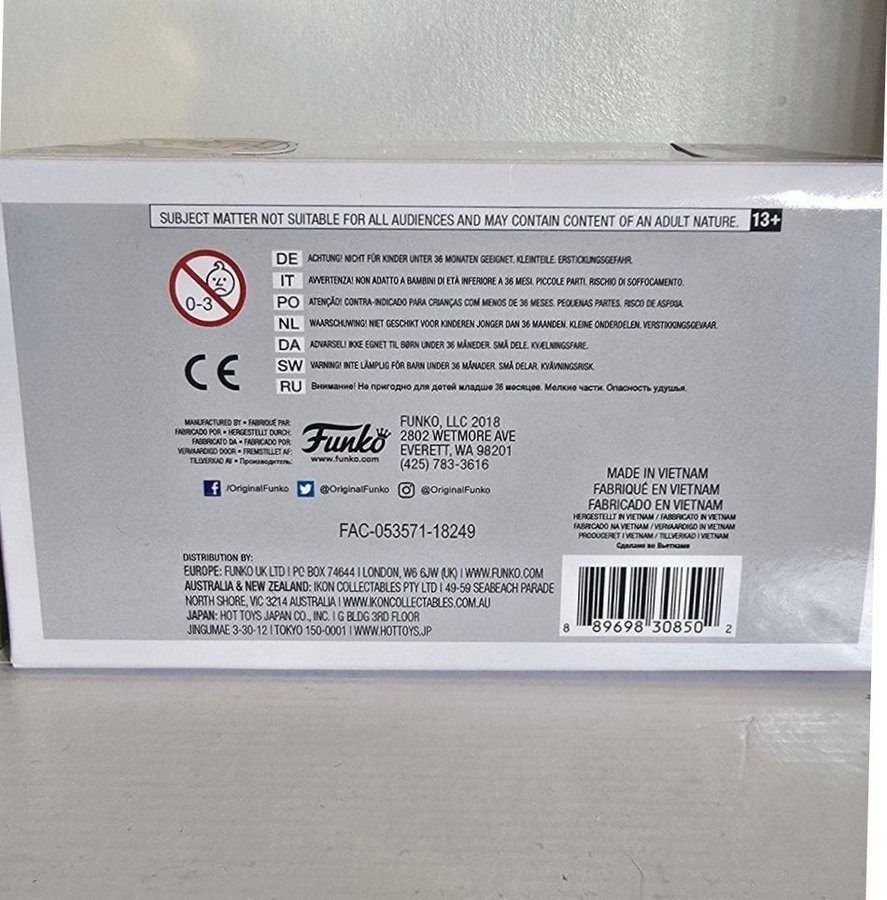 SUBJECT MATTER NOT SUITABLE FOR ALL AUDIENCES AND MAY CONTAIN CONTENT OF AN ADULT NATURE. 13+
0-3
DE ACHTUNG! NICHT FÜR KINDER UNTER 36 MONATEN GEEIGNET. KLEINTEILE. ERSTICKUNGSGEFAHR.
IT AVVERTENZA! NON ADATTO A BAMBINI DI ETÀ INFERIORE A 36 MESI. PICCOLE PARTI. RISCHIO DI SOFFOCAMENTO.
PO ATENÇÃO! CONTRA-INDICADO PARA CRIANÇAS COM MENOS DE 36 MESES. PEQUENAS PARTES. RISCO DE ASFIXIA.
NL WAARSCHUWING! NIET GESCHIKT VOOR KINDEREN JONGER DAN 36 MAANDEN. KLEINE ONDERDELEN. VERSTIKKINGSGEVAAR.
DA ADVARSEL! IKKE EGNET TIL BØRN UNDER 36 MÅNEDER. SMÅ DELE. KVÆLNINGSFARE.
SW VARNING! INTE LÄMPLIG FÖR BARN UNDER 36 MÅNADER. SMÅ DELAR. KVÄVNINGSRISK.
RU Внимание! Не пригодно для детей младше 36 месяцев. Мелкие части. Опасность удушья.
CE
MANUFACTURED BY • FABRIQUÉ PAR:
FABRICADO POR • HERGESTELLT DURCH:
FABBRICATO DA • FABRICADO POR:
VERVAARDIGD DOOR • FREMSTILLET AF:
TILLVERKAD AV • Производитель:
Funko
www.funko.com
FUNKO, LLC 2018
2802 WETMORE AVE
EVERETT, WA 98201
(425) 783-3616
/OriginalFunko @OriginalFunko @OriginalFunko
FAC-053571-18249
MADE IN VIETNAM
FABRIQUÉ EN VIETNAM
FABRICADO EN VIETNAM
HERGESTELLT IN VIETNAM / FABBRICATO IN VIETNAM
FABRICADO NA VIETNAM / VERVAARDIGD IN VIETNAM
PRODUCERET I VIETNAM / TILLVERKAD I VIETNAM
Сделано во Вьетнаме
DISTRIBUTION BY:
EUROPE: FUNKO UK LTD | PO BOX 74644 | LONDON, W6 6JW (UK) | WWW.FUNKO.COM
AUSTRALIA & NEW ZEALAND: IKON COLLECTABLES PTY LTD | 49-59 SEABEACH PARADE
NORTH SHORE, VIC 3214 AUSTRALIA | WWW.IKONCOLLECTABLES.COM.AU
JAPAN: HOT TOYS JAPAN CO., INC. | G BLDG 3RD FLOOR
JINGUMAE 3-30-12 | TOKYO 150-0001 | WWW.HOTTOYS.JP
8 89698 30850 2